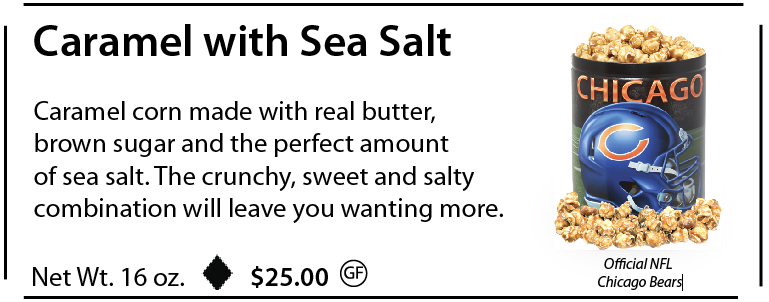 Caramel with Sea Salt
Caramel corn made with real butter,
brown sugar and the perfect amount
of sea salt. The crunchy, sweet and salty
combination will leave you wanting more.
Net Wt. 16 oz. ♦ $25.00 GF
CHICAGO
C
Official NFL
Chicago Bears